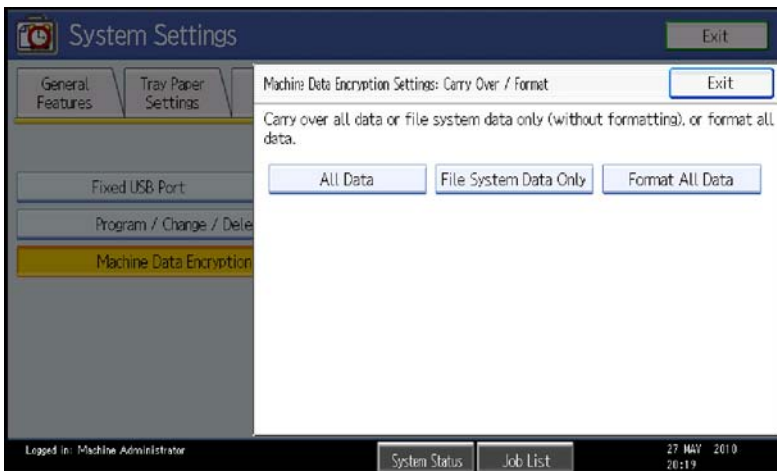 System Settings
Exit
General
Features
Tray Paper
Settings
Machine Data Encryption Settings: Carry Over / Format
Exit
Carry over all data or file system data only (without formatting), or format all
data.
All Data
File System Data Only
Format All Data
Fixed USB Port
Program / Change / Dele
Machine Data Encryption
Logged in: Machine Administrator
System Status
Job List
27 MAY 2010
20:19